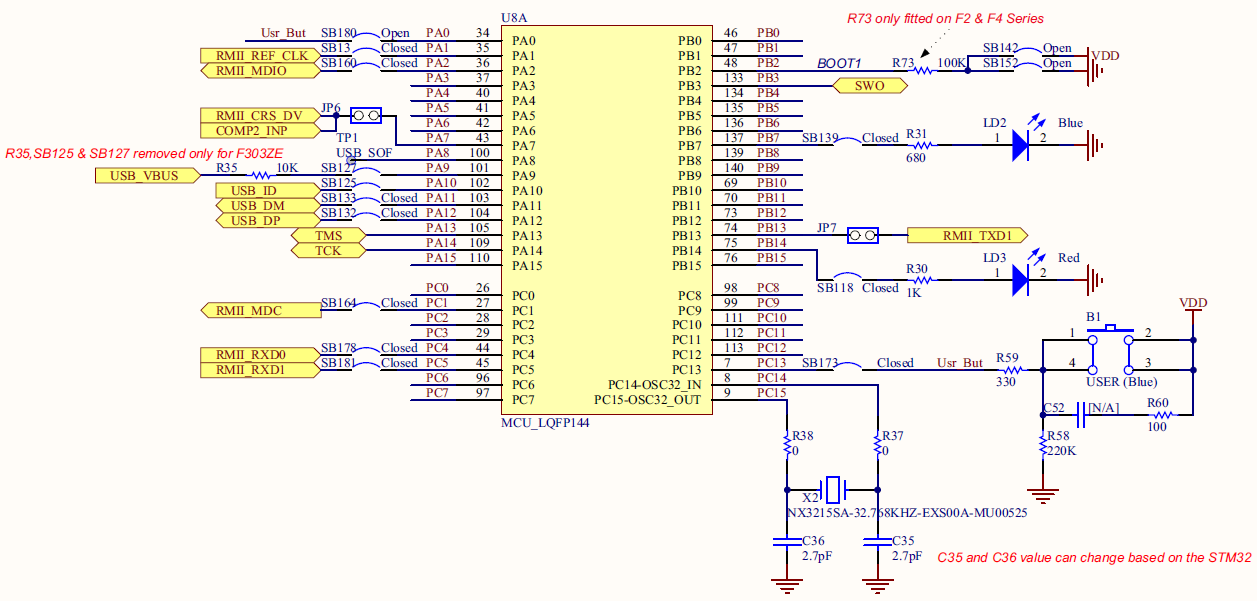 R73 only fitted on F2 & F4 Series
U8A
Usr_But SB180 Open PA0 34 PA0 PB0 46 PB0
RMII_REF_CLK SB13 Closed PA1 35 PA1 PB1 47 PB1 SB142 Open VDD
RMII_MDIO SB160 Closed PA2 36 PA2 PB2 48 PB2 BOOT1 R73 100K SB152 Open
PA3 37 PA3 PB3 133 PB3 SWO
PA4 40 PA4 PB4 134 PB4
RMII_CRS_DV JP6 PA5 41 PA5 PB5 135 PB5
COMP2_INP PA6 42 PA6 PB6 136 PB6 LD2 Blue
TP1 PA7 43 PA7 PB7 137 PB7 SB139 Closed R31 680 1 2
R35,SB125 & SB127 removed only for F303ZE
USB_SOF PA8 100 PA8 PB8 139 PB8
USB_VBUS R35 10K SB127 PA9 101 PA9 PB9 140 PB9
USB_ID SB125 PA10 102 PA10 PB10 69 PB10
USB_DM SB133 Closed PA11 103 PA11 PB11 70 PB11
USB_DP SB132 Closed PA12 104 PA12 PB12 73 PB12
TMS PA13 105 PA13 PB13 74 PB13 JP7 RMII_TXD1
TCK PA14 109 PA14 PB14 75 PB14
PA15 110 PA15 PB15 76 PB15 LD3 Red
SB118 Closed R30 1K 1 2
PC0 26 PC0 PC8 98 PC8
RMII_MDC SB164 Closed PC1 27 PC1 PC9 99 PC9 VDD
PC2 28 PC2 PC10 111 PC10 B1
PC3 29 PC3 PC11 112 PC11 1 2
RMII_RXD0 SB178 Closed PC4 44 PC4 PC12 113 PC12
RMII_RXD1 SB181 Closed PC5 45 PC5 PC13 7 PC13 SB173 Closed Usr_But R59 330 4 3
PC6 96 PC6 PC14-OSC32_IN 8 PC14 USER (Blue)
PC7 97 PC7 PC15-OSC32_OUT 9 PC15
C52 [N/A] R60 100
MCU_LQFP144
R38 0 R37 0 R58 220K
X2
NX3215SA-32.768KHZ-EXS00A-MU00525
C36 2.7pF C35 2.7pF
C35 and C36 value can change based on the STM32